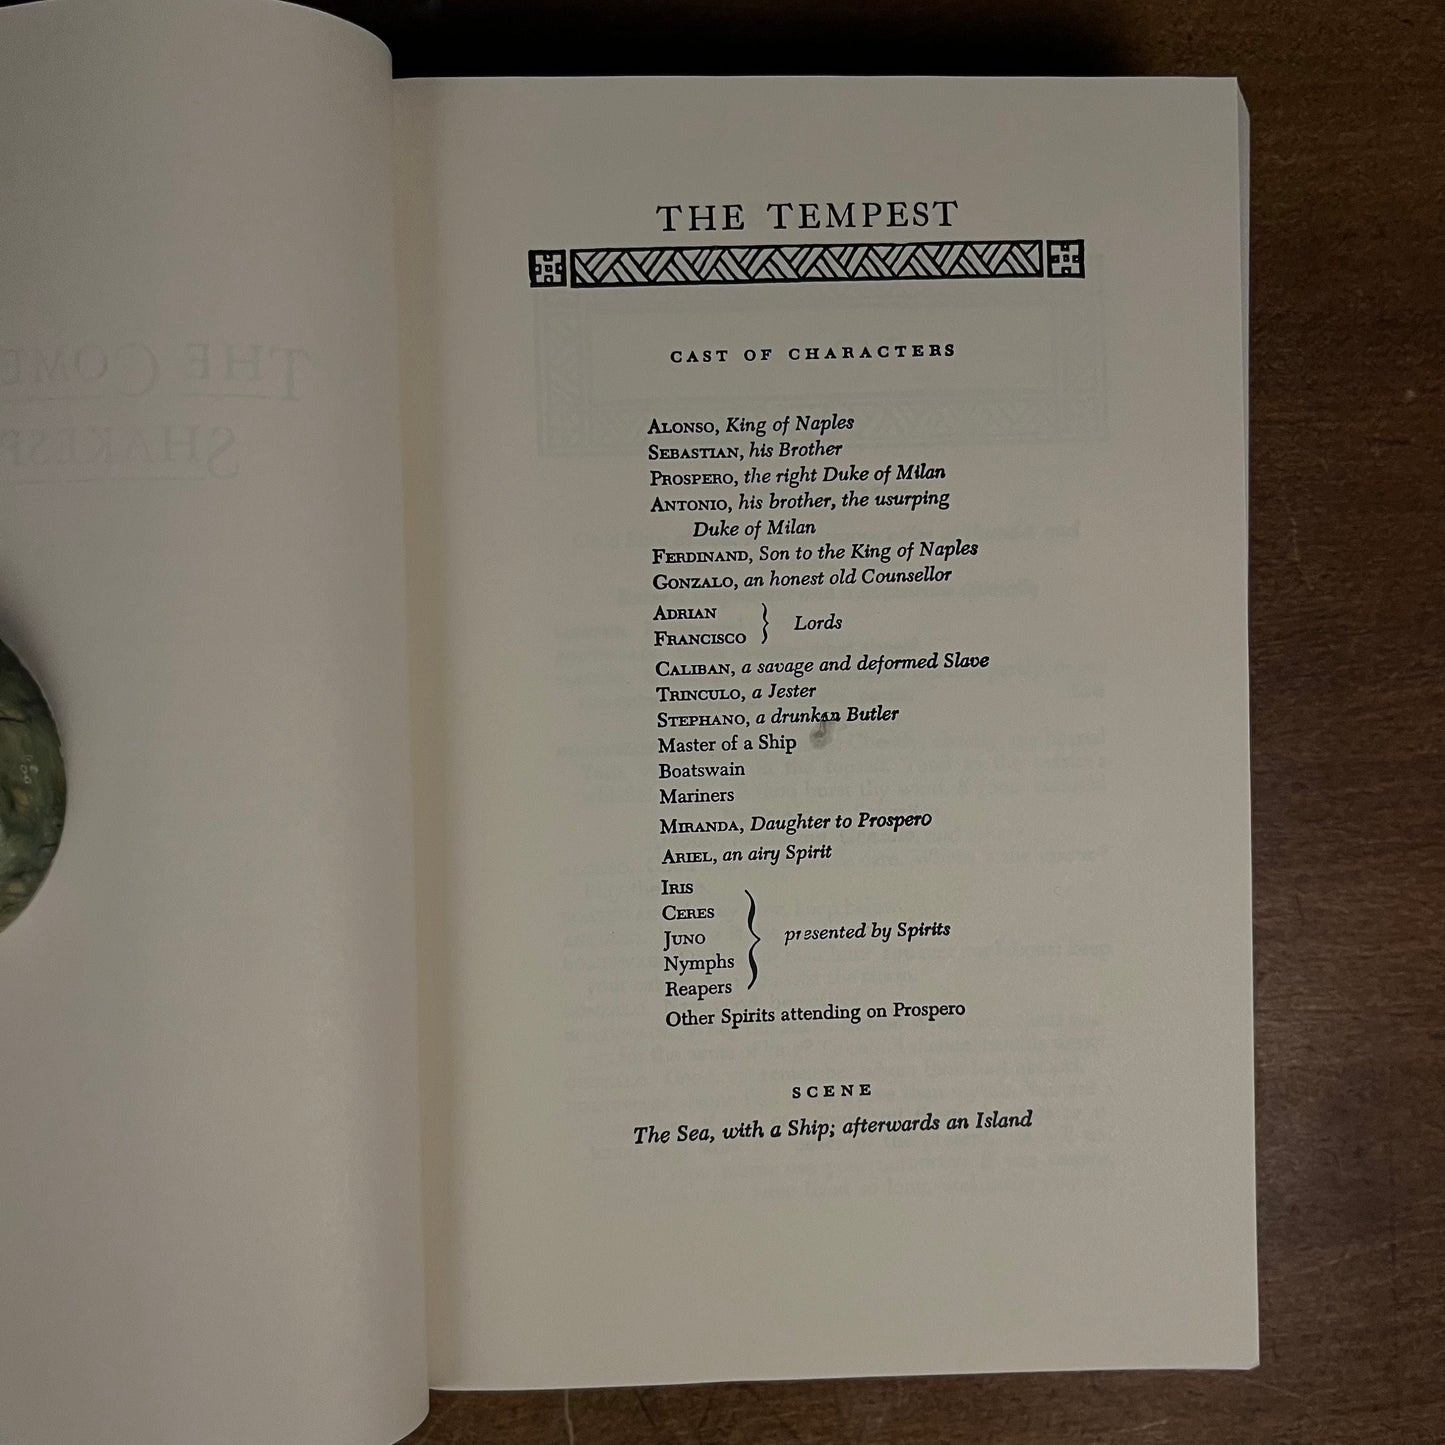 THE TEMPEST
CAST OF CHARACTERS
ALONSO, King of Naples
SEBASTIAN, his Brother
PROSPERO, the right Duke of Milan
ANTONIO, his brother, the usurping
Duke of Milan
FERDINAND, Son to the King of Naples
GONZALO, an honest old Counsellor
ADRIAN
FRANCISCO } Lords
CALIBAN, a savage and deformed Slave
TRINCULO, a Jester
STEPHANO, a drunken Butler
Master of a Ship
Boatswain
Mariners
MIRANDA, Daughter to Prospero
ARIEL, an airy Spirit
IRIS
CERES
JUNO } presented by Spirits
Nymphs
Reapers
Other Spirits attending on Prospero
SCENE
The Sea, with a Ship; afterwards an Island